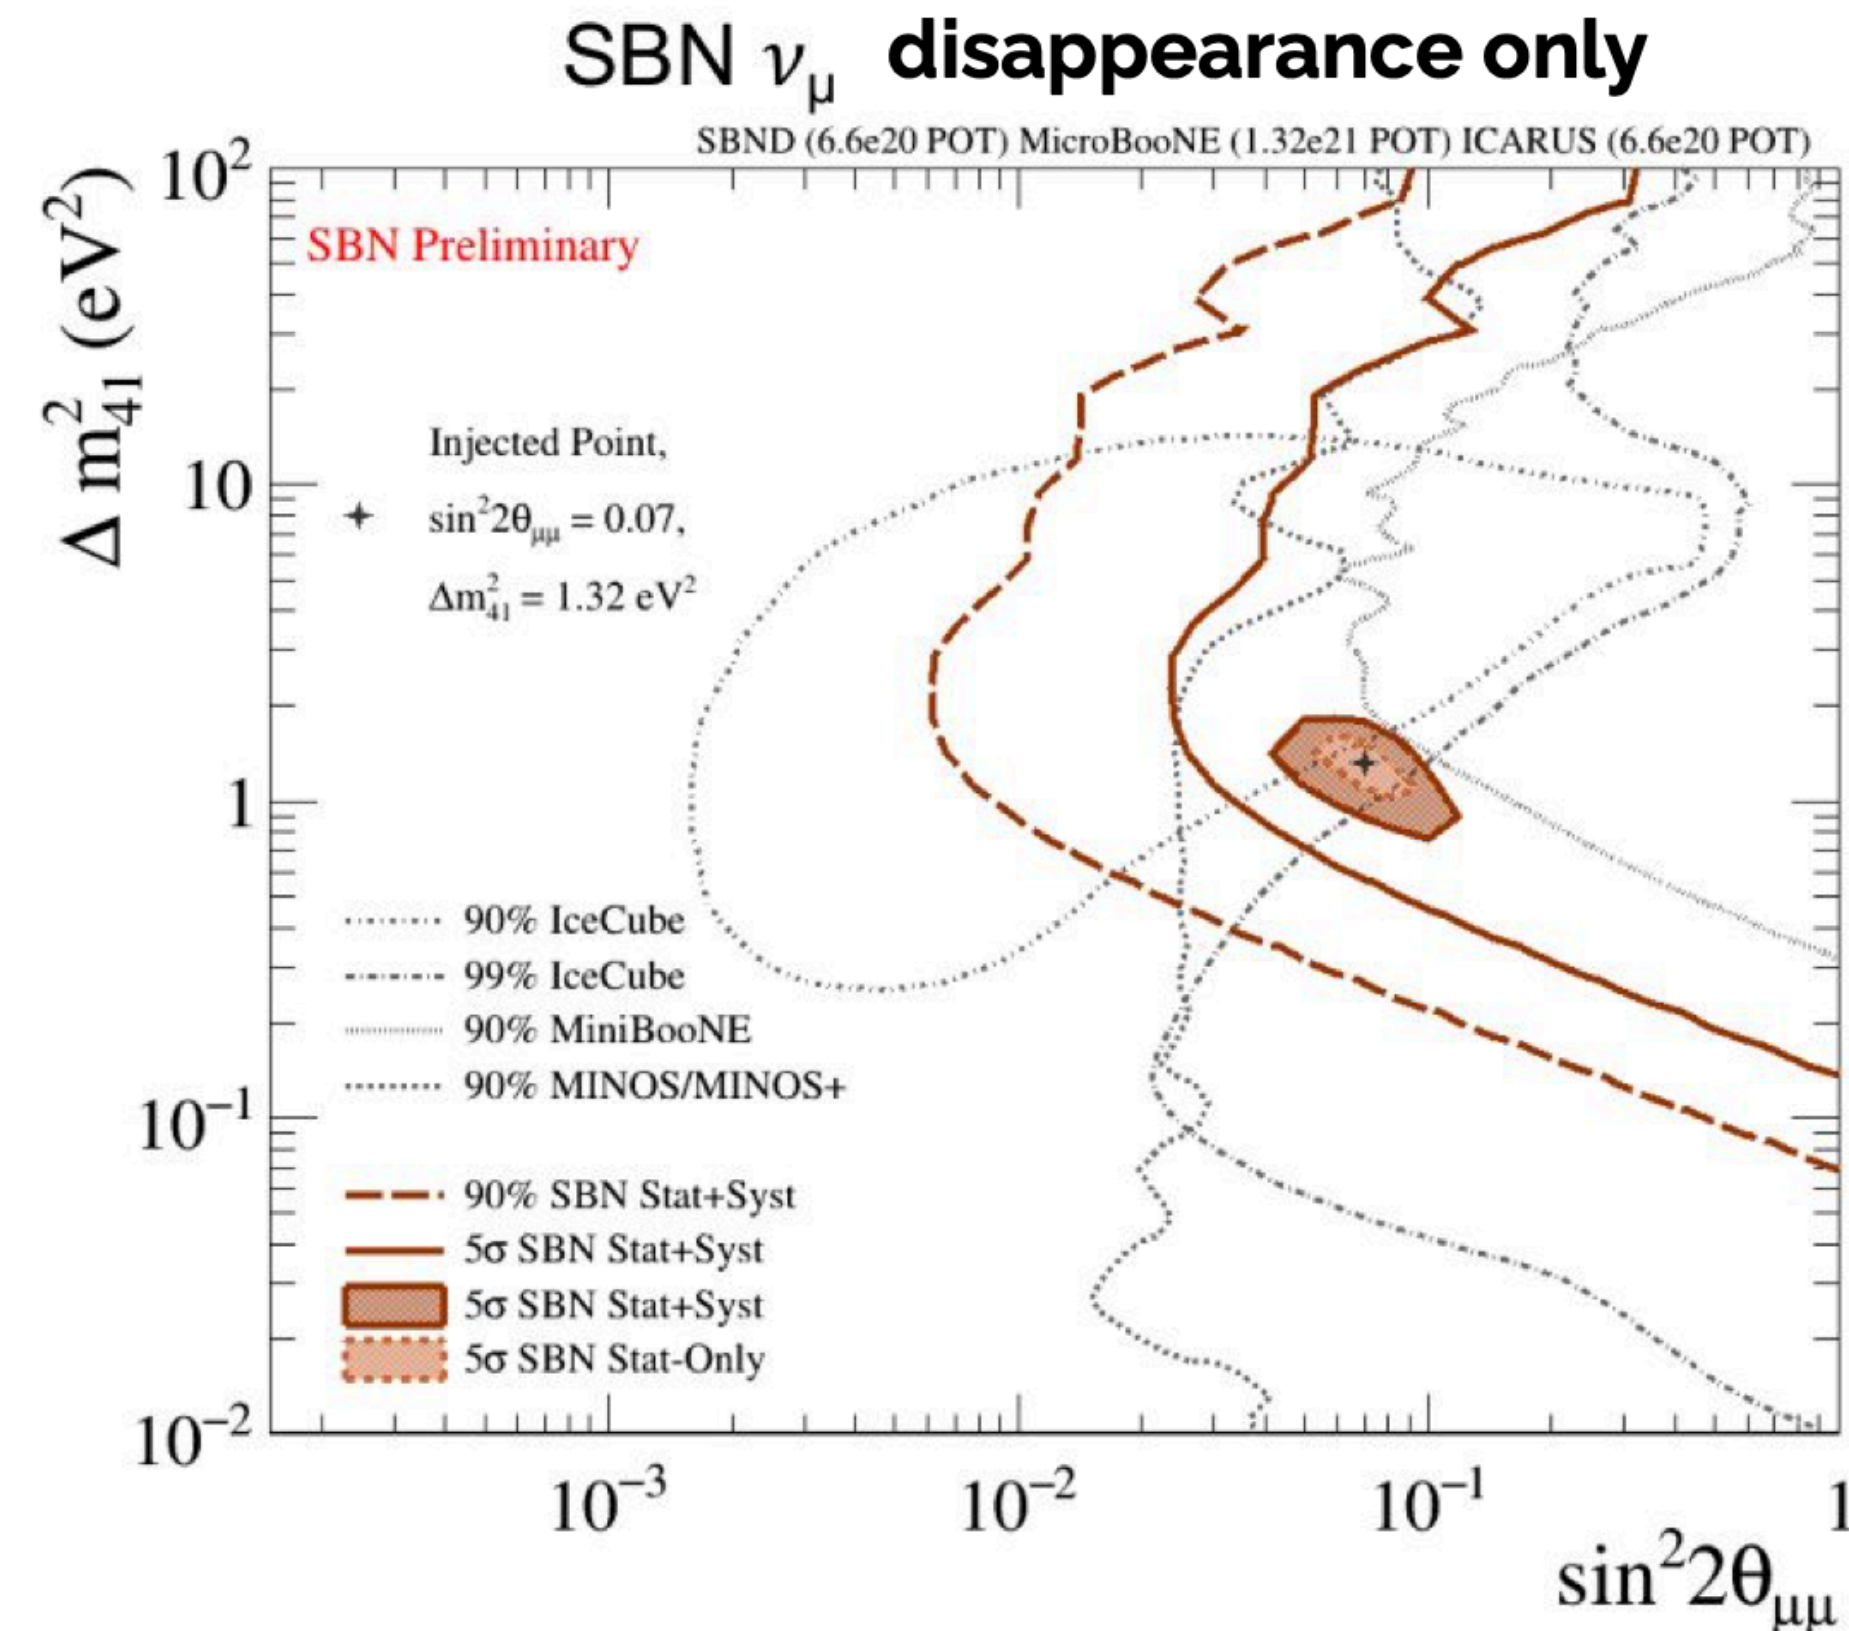 SBN νμ disappearance only
SBND (6.6e20 POT) MicroBooNE (1.32e21 POT) ICARUS (6.6e20 POT)
Δ m²₄₁ (eV²)
10²
10
1
10⁻¹
10⁻²
SBN Preliminary
Injected Point,
sin²2θμμ = 0.07,
Δm²₄₁ = 1.32 eV²
90% IceCube
99% IceCube
90% MiniBooNE
90% MINOS/MINOS+
90% SBN Stat+Syst
5σ SBN Stat+Syst
5σ SBN Stat+Syst
5σ SBN Stat-Only
10⁻³ 10⁻² 10⁻¹ 1
sin²2θμμ